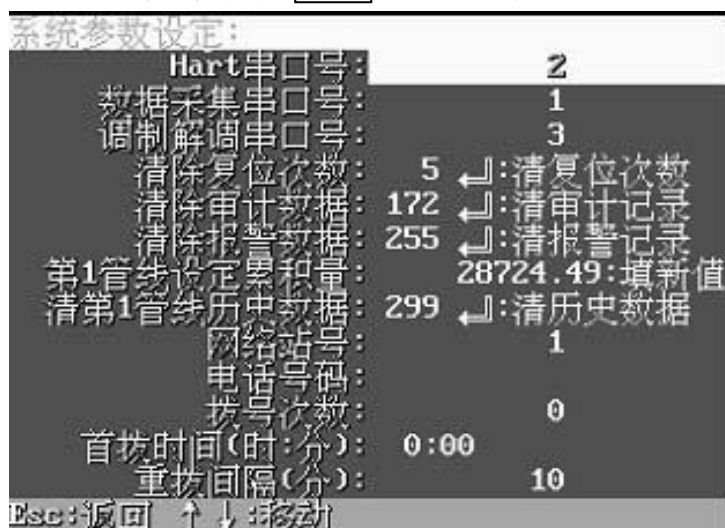 系统参数设定:
Hart串口号: 2
数据采集串口号: 1
调制解调串口号: 3
清除复位次数: 5 ↵:清复位次数
清除审计数据: 172 ↵:清审计记录
清除报警数据: 255 ↵:清报警记录
第1管线设定累积量: 28724.49:填新值
清第1管线历史数据: 299 ↵:清历史数据
网络站号: 1
电话号码:
拨号次数: 0
首拨时间(时:分): 0:00
重拨间隔(分): 10
Esc:返回 ↑↓:移动